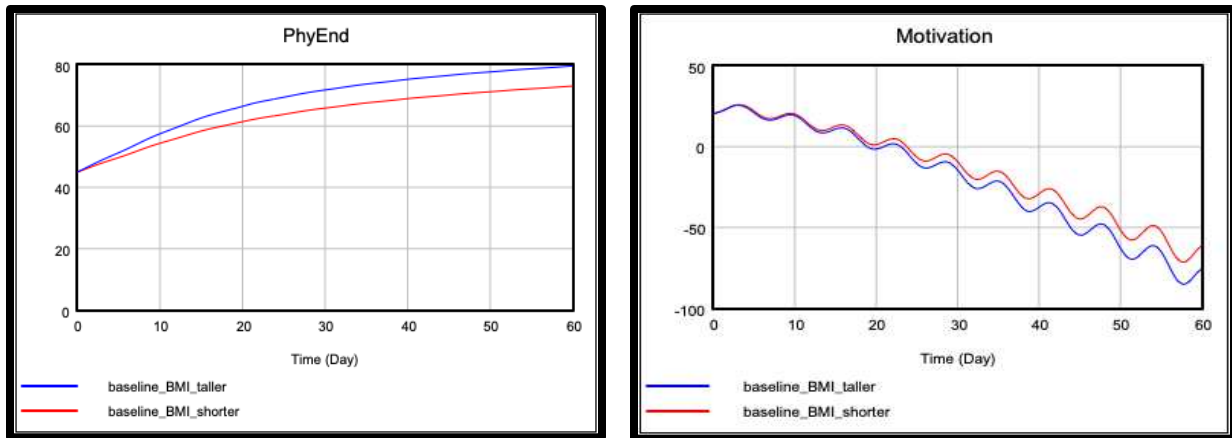 PhyEnd
80
60
40
20
0
0 10 20 30 40 50 60
Time (Day)
baseline_BMI_taller
baseline_BMI_shorter
Motivation
50
0
-50
-100
0 10 20 30 40 50 60
Time (Day)
baseline_BMI_taller
baseline_BMI_shorter